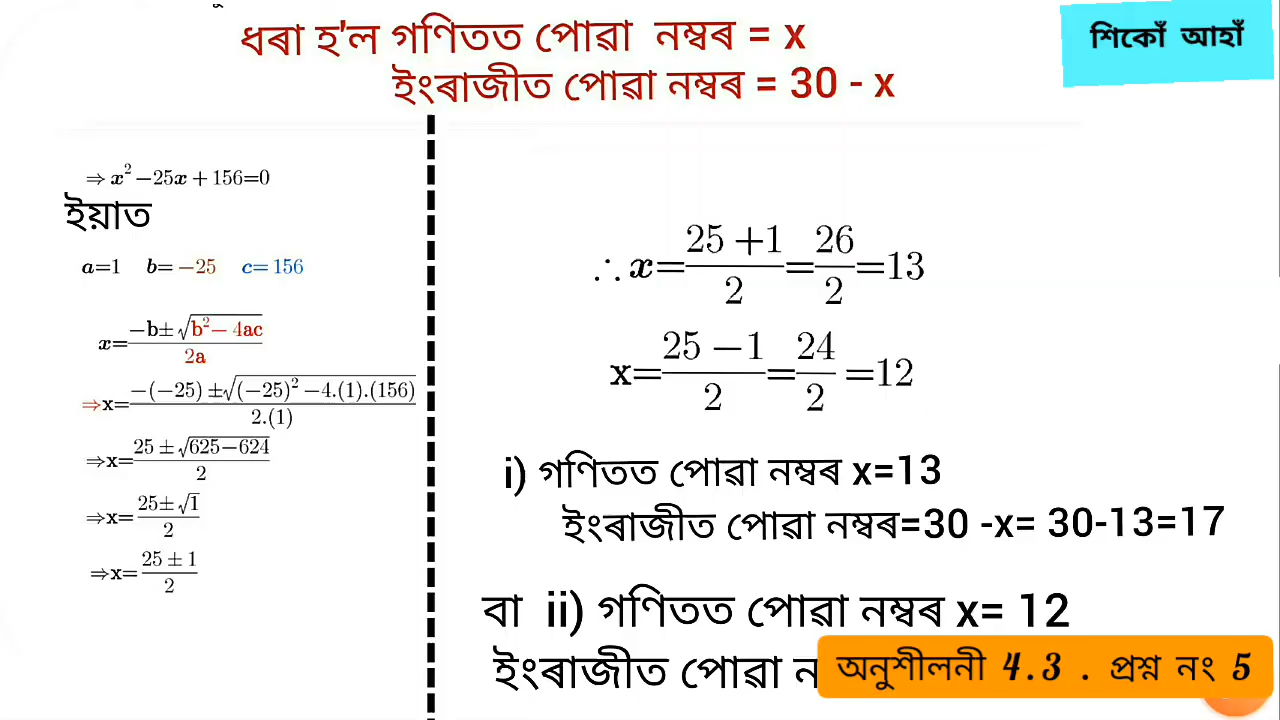 ধৰা হ'ল গণিতত পোৱা নম্বৰ = x
ইংৰাজীত পোৱা নম্বৰ = 30 - x
শিকোঁ আহাঁ
⇒ x² −25x + 156=0
ইয়াত
a=1 b= −25 c= 156
x= (−b± √(b²− 4ac))/2a
⇒x= (−(−25) ±√((−25)² −4.(1).(156)))/2.(1)
⇒x= (25 ± √(625−624))/2
⇒x= (25± √1)/2
⇒x= (25 ± 1)/2
∴ x= (25 +1)/2 = 26/2 =13
x= (25 −1)/2 = 24/2 =12
i) গণিতত পোৱা নম্বৰ x=13
ইংৰাজীত পোৱা নম্বৰ=30 -x= 30-13=17
বা ii) গণিতত পোৱা নম্বৰ x= 12
ইংৰাজীত পোৱা
অনুশীলনী 4.3 . প্ৰশ্ন নং 5